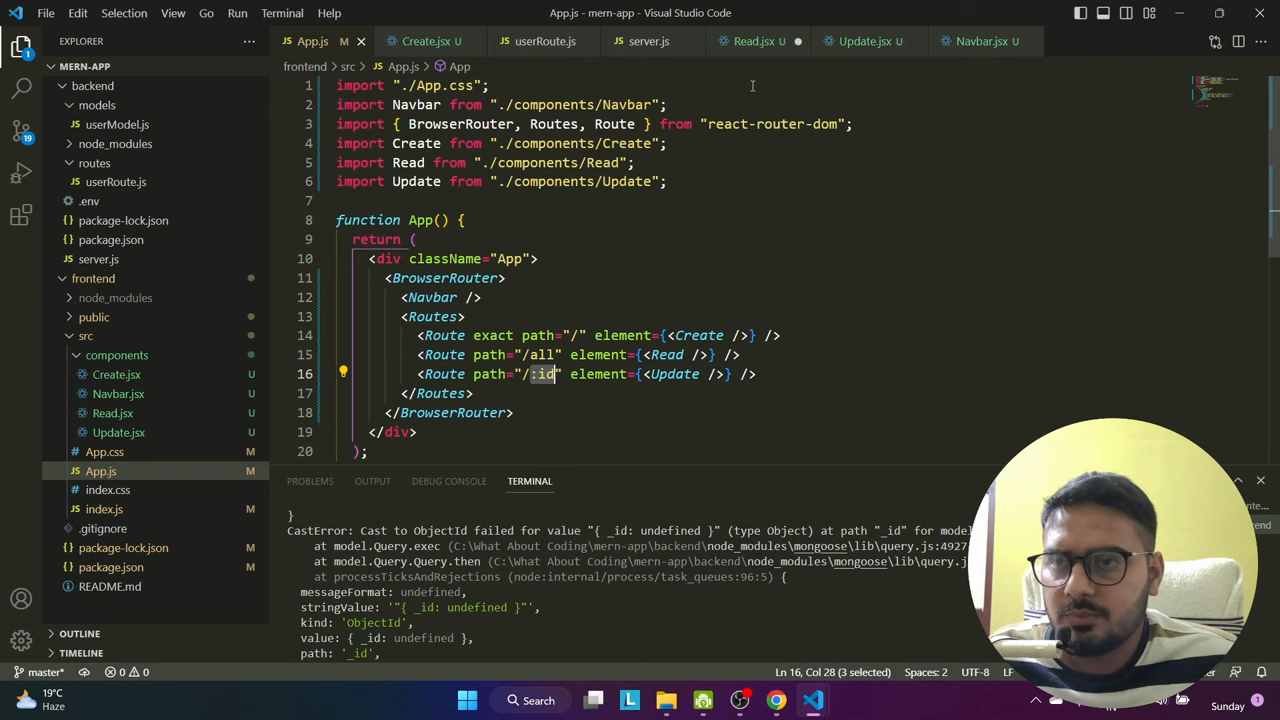 File Edit Selection View Go Run Terminal Help
App.js - mern-app - Visual Studio Code
EXPLORER
App.js M
Create.jsx U
userRoute.js
server.js
Read.jsx U
Update.jsx U
Navbar.jsx U
1
MERN-APP
frontend > src > App.js > App
backend
models
userModel.js
node_modules
routes
userRoute.js
.env
package-lock.json
package.json
server.js
frontend
node_modules
public
src
components
Create.jsx U
Navbar.jsx U
Read.jsx U
Update.jsx U
App.css M
App.js M
index.css
index.js M
.gitignore
package-lock.json M
package.json M
README.md
OUTLINE
TIMELINE
19
1 import "./App.css";
2 import Navbar from "./components/Navbar";
3 import { BrowserRouter, Routes, Route } from "react-router-dom";
4 import Create from "./components/Create";
5 import Read from "./components/Read";
6 import Update from "./components/Update";
7
8 function App() {
9 return (
10 <div className="App">
11 <BrowserRouter>
12 <Navbar />
13 <Routes>
14 <Route exact path="/" element={<Create />} />
15 <Route path="/all" element={<Read />} />
16 <Route path="/:id" element={<Update />} />
17 </Routes>
18 </BrowserRouter>
19 </div>
20 );
PROBLEMS OUTPUT DEBUG CONSOLE TERMINAL
}
CastError: Cast to ObjectId failed for value "{ _id: undefined }" (type Object) at path "_id" for model
at model.Query.exec (C:\What About Coding\mern-app\backend\node_modules\mongoose\lib\query.js:4927
at model.Query.then (C:\What About Coding\mern-app\backend\node_modules\mongoose\lib\query.j
at processTicksAndRejections (node:internal/process/task_queues:96:5) {
messageFormat: undefined,
stringValue: '"{ _id: undefined }"',
kind: 'ObjectId',
value: { _id: undefined },
path: '_id',
master* 0 0
Ln 16, Col 28 (3 selected) Spaces: 2 UTF-8 LF
19°C
Haze
Search
Sunday
1